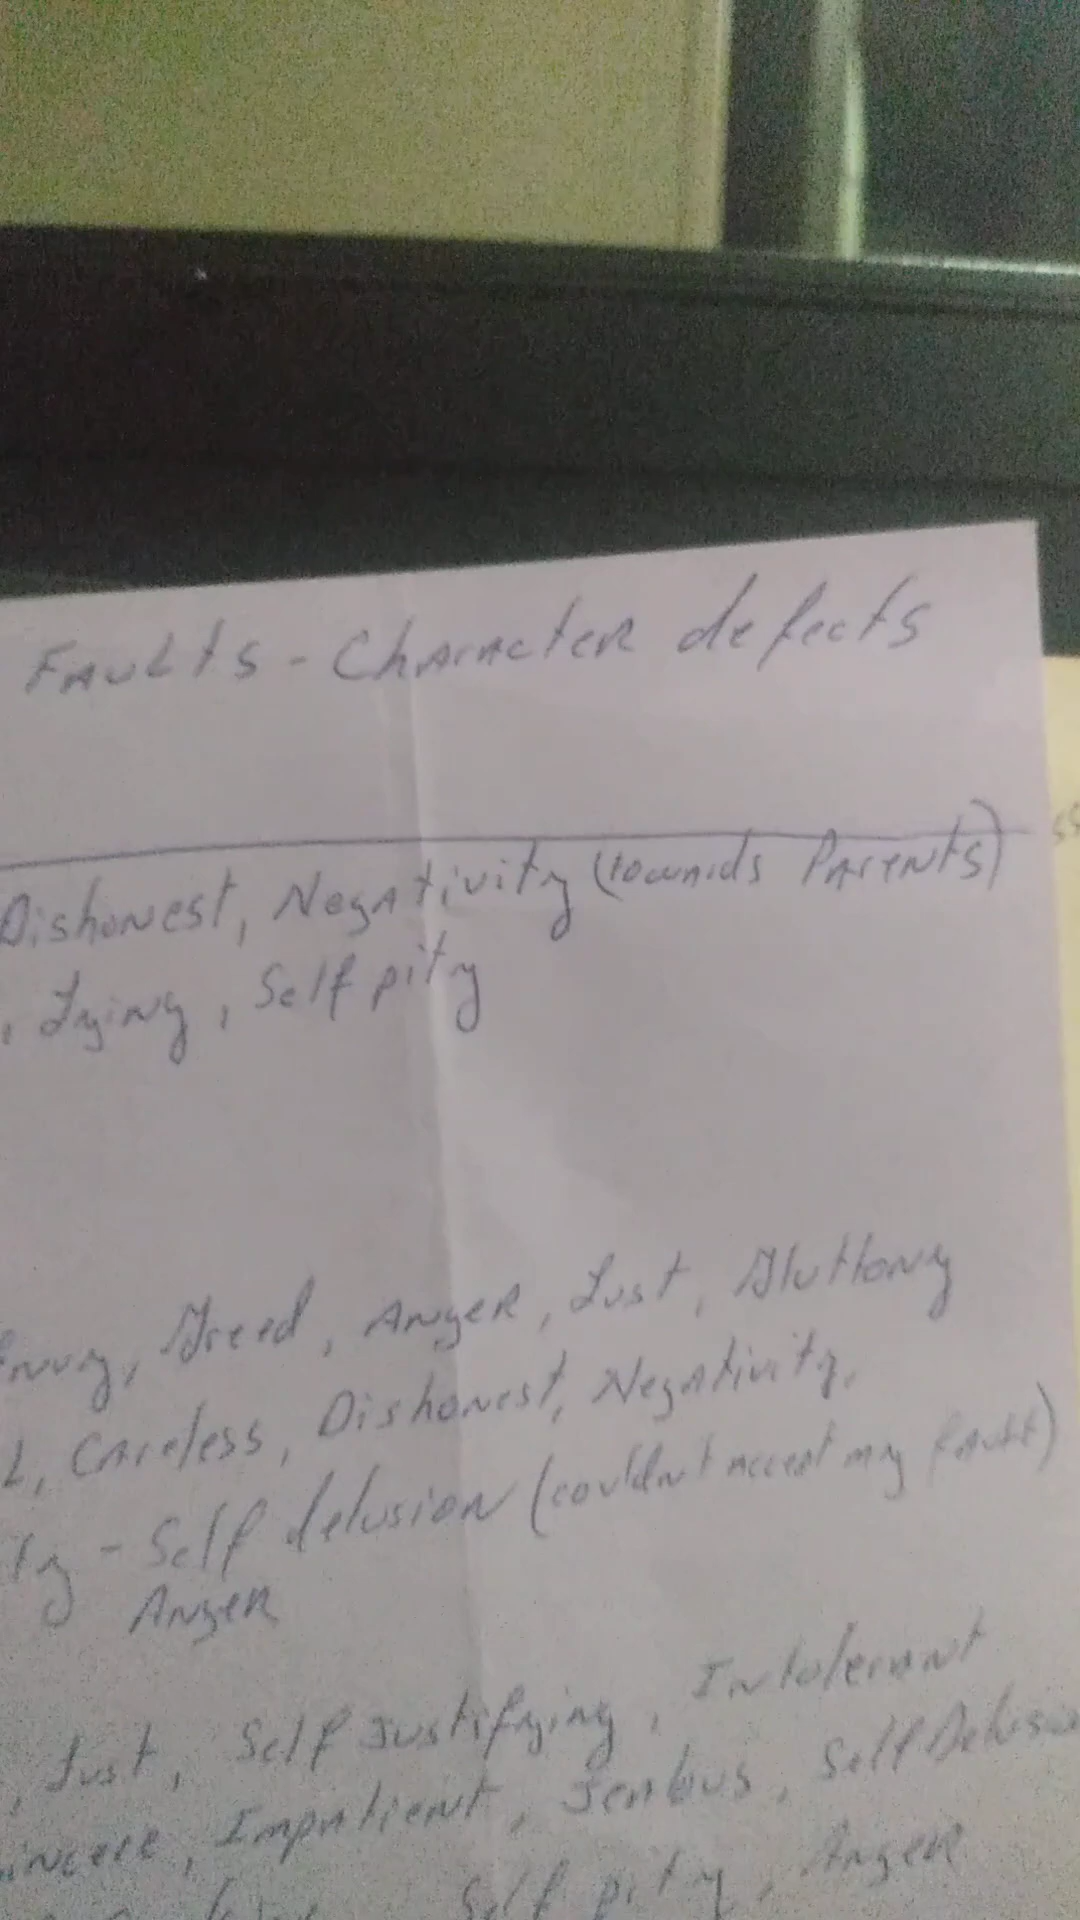 Faults - Character defects
Dishonest, Negativity (towards Parents)
, Lying, Self pity
Envy, Greed, Anger, Lust, Gluttony
, Careless, Dishonest, Negativity,
- Self delusion (couldn't accept my fault)
Anger
, Lust, Self Justifying, Intolerant
, Impatient, Jealous, Self Delusio
Self pity, Anger